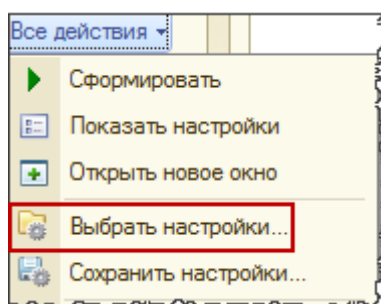 Все действия
Сформировать
Показать настройки
Открыть новое окно
Выбрать настройки...
Сохранить настройки...